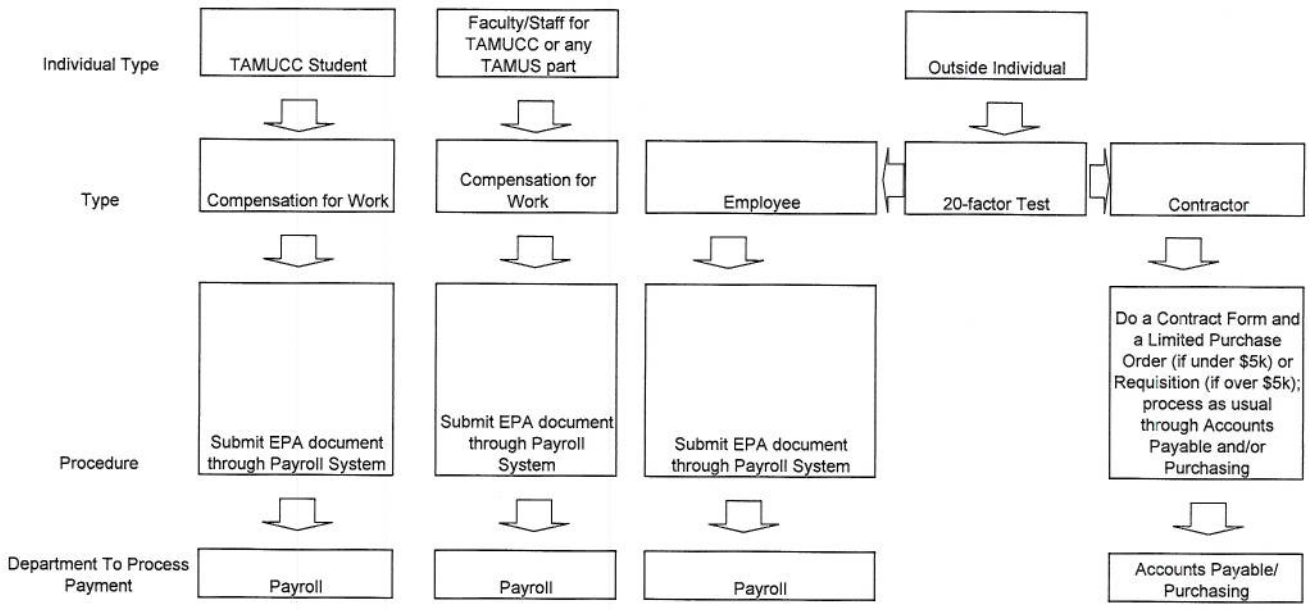 Individual Type
TAMUCC Student
Faculty/Staff for
TAMUCC or any
TAMUS part
Outside Individual
Type
Compensation for Work
Compensation for
Work
Employee
20-factor Test
Contractor
Procedure
Submit EPA document
through Payroll System
Submit EPA document
through Payroll
System
Submit EPA document
through Payroll System
Do a Contract Form and
a Limited Purchase
Order (if under $5k) or
Requisition (if over $5k);
process as usual
through Accounts
Payable and/or
Purchasing
Department To Process
Payment
Payroll
Payroll
Payroll
Accounts Payable/
Purchasing